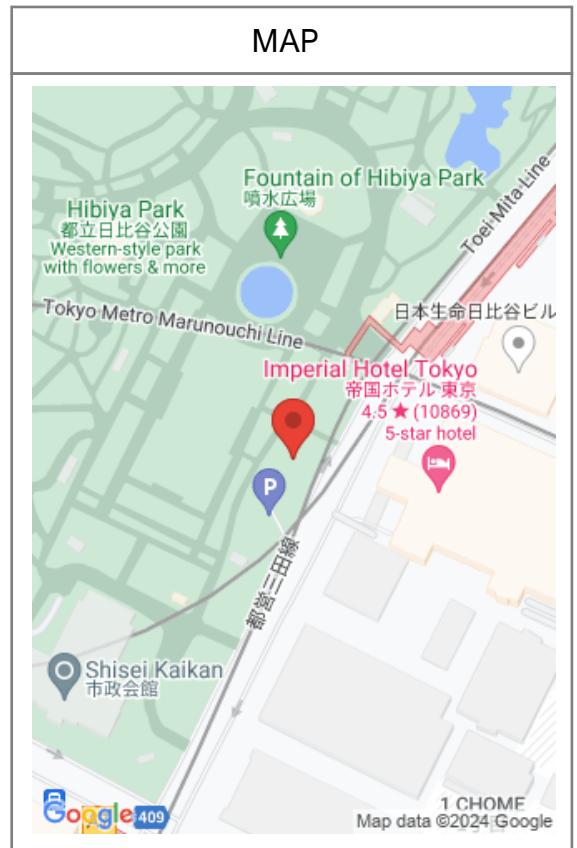 MAP
Fountain of Hibiya Park
噴水広場
Hibiya Park
都立日比谷公園
Western-style park
with flowers & more
Toei Mita Line
Tokyo Metro Marunouchi Line
日本生命日比谷ビル
Imperial Hotel Tokyo
帝国ホテル 東京
4.5 ★ (10869)
5-star hotel
P
都営三田線
Shisei Kaikan
市政会館
1 CHOME
Google
409
Map data ©2024 Google